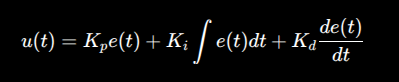 u(t) = K_p e(t) + K_i ∫ e(t)dt + K_d de(t)/dt